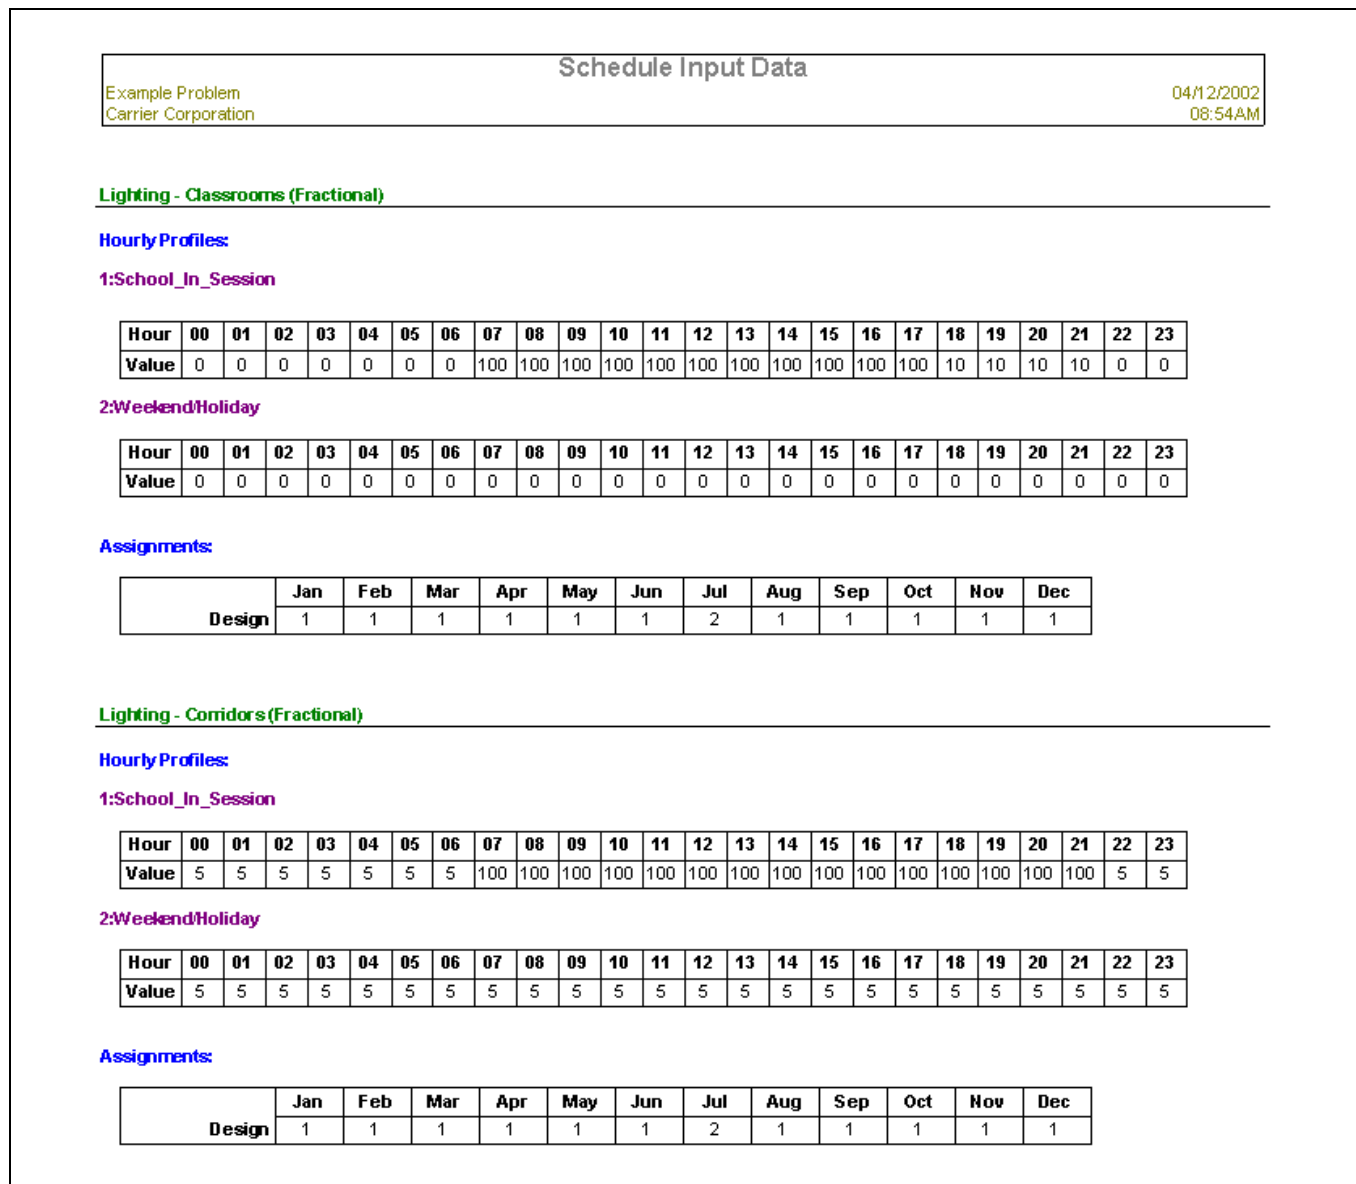 Schedule Input Data
Example Problem 04/12/2002
Carrier Corporation 08:54AM
Lighting - Classrooms (Fractional)
Hourly Profiles:
1:School_In_Session
Hour 00 01 02 03 04 05 06 07 08 09 10 11 12 13 14 15 16 17 18 19 20 21 22 23
Value 0 0 0 0 0 0 0 100 100 100 100 100 100 100 100 100 100 100 10 10 10 10 0 0
2:Weekend/Holiday
Hour 00 01 02 03 04 05 06 07 08 09 10 11 12 13 14 15 16 17 18 19 20 21 22 23
Value 0 0 0 0 0 0 0 0 0 0 0 0 0 0 0 0 0 0 0 0 0 0 0 0
Assignments:
Jan Feb Mar Apr May Jun Jul Aug Sep Oct Nov Dec
Design 1 1 1 1 1 1 2 1 1 1 1 1
Lighting - Corridors (Fractional)
Hourly Profiles:
1:School_In_Session
Hour 00 01 02 03 04 05 06 07 08 09 10 11 12 13 14 15 16 17 18 19 20 21 22 23
Value 5 5 5 5 5 5 5 100 100 100 100 100 100 100 100 100 100 100 100 100 100 100 5 5
2:Weekend/Holiday
Hour 00 01 02 03 04 05 06 07 08 09 10 11 12 13 14 15 16 17 18 19 20 21 22 23
Value 5 5 5 5 5 5 5 5 5 5 5 5 5 5 5 5 5 5 5 5 5 5 5 5
Assignments:
Jan Feb Mar Apr May Jun Jul Aug Sep Oct Nov Dec
Design 1 1 1 1 1 1 2 1 1 1 1 1